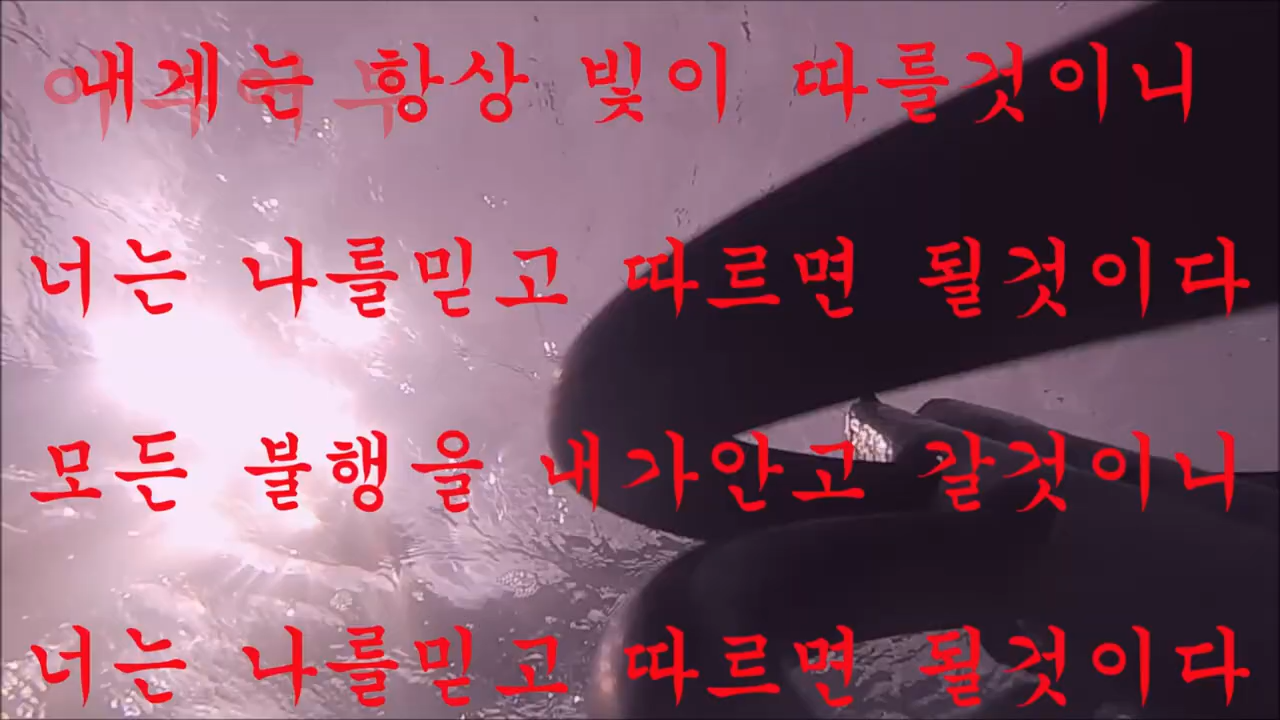 내게는 항상 빛이 따를것이니
너는 나를믿고 따르면 될것이다
모든 불행을 내가안고 갈것이니
너는 나를믿고 따르면 될것이다